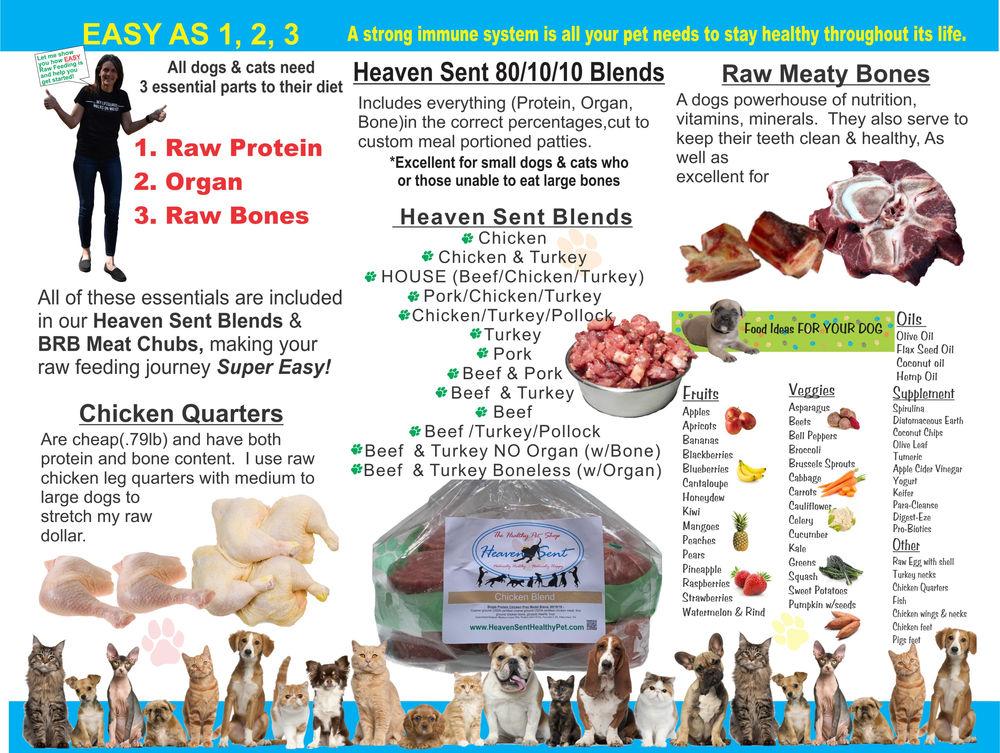 EASY AS 1, 2, 3
A strong immune system is all your pet needs to stay healthy throughout its life.
Let me show
you how EASY
Raw Feeding is
and help you
get started!
All dogs & cats need
3 essential parts to their diet
1. Raw Protein
2. Organ
3. Raw Bones
All of these essentials are included
in our Heaven Sent Blends &
BRB Meat Chubs, making your
raw feeding journey Super Easy!
Chicken Quarters
Are cheap(.79lb) and have both
protein and bone content. I use raw
chicken leg quarters with medium to
large dogs to
stretch my raw
dollar.
Heaven Sent 80/10/10 Blends
Includes everything (Protein, Organ,
Bone)in the correct percentages,cut to
custom meal portioned patties.
*Excellent for small dogs & cats who
or those unable to eat large bones
Heaven Sent Blends
Chicken
Chicken & Turkey
HOUSE (Beef/Chicken/Turkey)
Pork/Chicken/Turkey
Chicken/Turkey/Pollock
Turkey
Pork
Beef & Pork
Beef & Turkey
Beef
Beef /Turkey/Pollock
Beef & Turkey NO Organ (w/Bone)
Beef & Turkey Boneless (w/Organ)
The Healthy Pet Shop
Heaven Sent
Naturally Healthy Naturally Happy
Chicken Blend
www.HeavenSentHealthyPet.com
Raw Meaty Bones
A dogs powerhouse of nutrition,
vitamins, minerals. They also serve to
keep their teeth clean & healthy, As
well as
excellent for
Food Ideas FOR YOUR DOG
Fruits
Apples
Apricots
Bananas
Blackberries
Blueberries
Cantaloupe
Honeydew
Kiwi
Mangoes
Peaches
Pears
Pineapple
Raspberries
Strawberries
Watermelon & Rind
Veggies
Asparagus
Beets
Bell Peppers
Broccoli
Brussels Sprouts
Cabbage
Carrots
Cauliflower
Celery
Cucumber
Kale
Greens
Squash
Sweet Potatoes
Pumpkin w/seeds
Oils
Olive Oil
Flax Seed Oil
Coconut oil
Hemp Oil
Supplement
Spirulina
Diatomaceous Earth
Coconut Chips
Olive Leaf
Tumeric
Apple Cider Vinegar
Yogurt
Keifer
Para-Cleanse
Digest-Eze
Pro-Biotics
Other
Raw Egg with shell
Turkey necks
Chicken Quarters
Fish
Chicken wings & necks
Chicken feet
Pigs feet